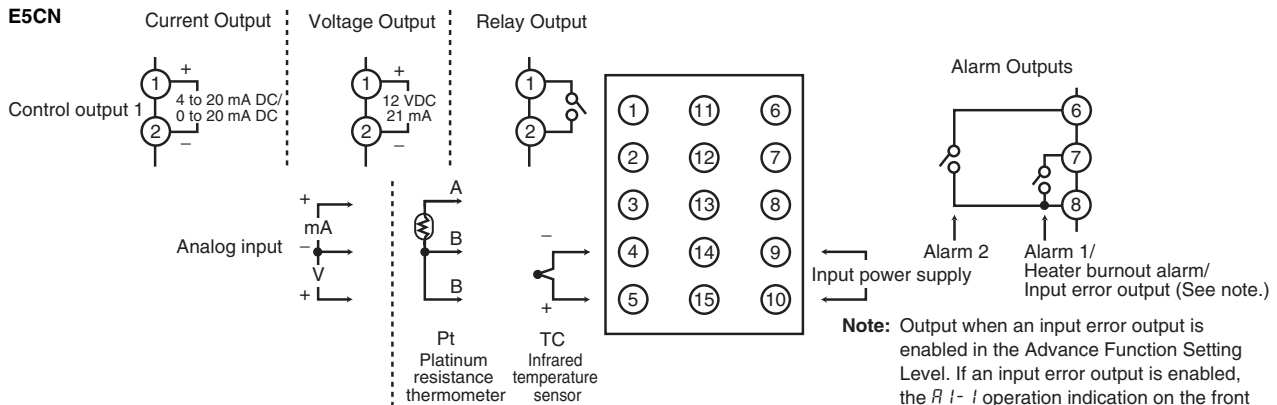 E5CN
Current Output
Voltage Output
Relay Output
Control output 1
1
+
4 to 20 mA DC/
0 to 20 mA DC
2
−
1
+
12 VDC
21 mA
2
−
1
2
Analog input
+
mA
−
V
+
A
B
B
Pt
Platinum
resistance
thermometer
−
+
TC
Infrared
temperature
sensor
1 11 6
2 12 7
3 13 8
4 14 9
5 15 10
Input power supply
Alarm Outputs
6
7
8
Alarm 2
Alarm 1/
Heater burnout alarm/
Input error output (See note.)
Note: Output when an input error output is
enabled in the Advance Function Setting
Level. If an input error output is enabled,
the A1-1 operation indication on the front